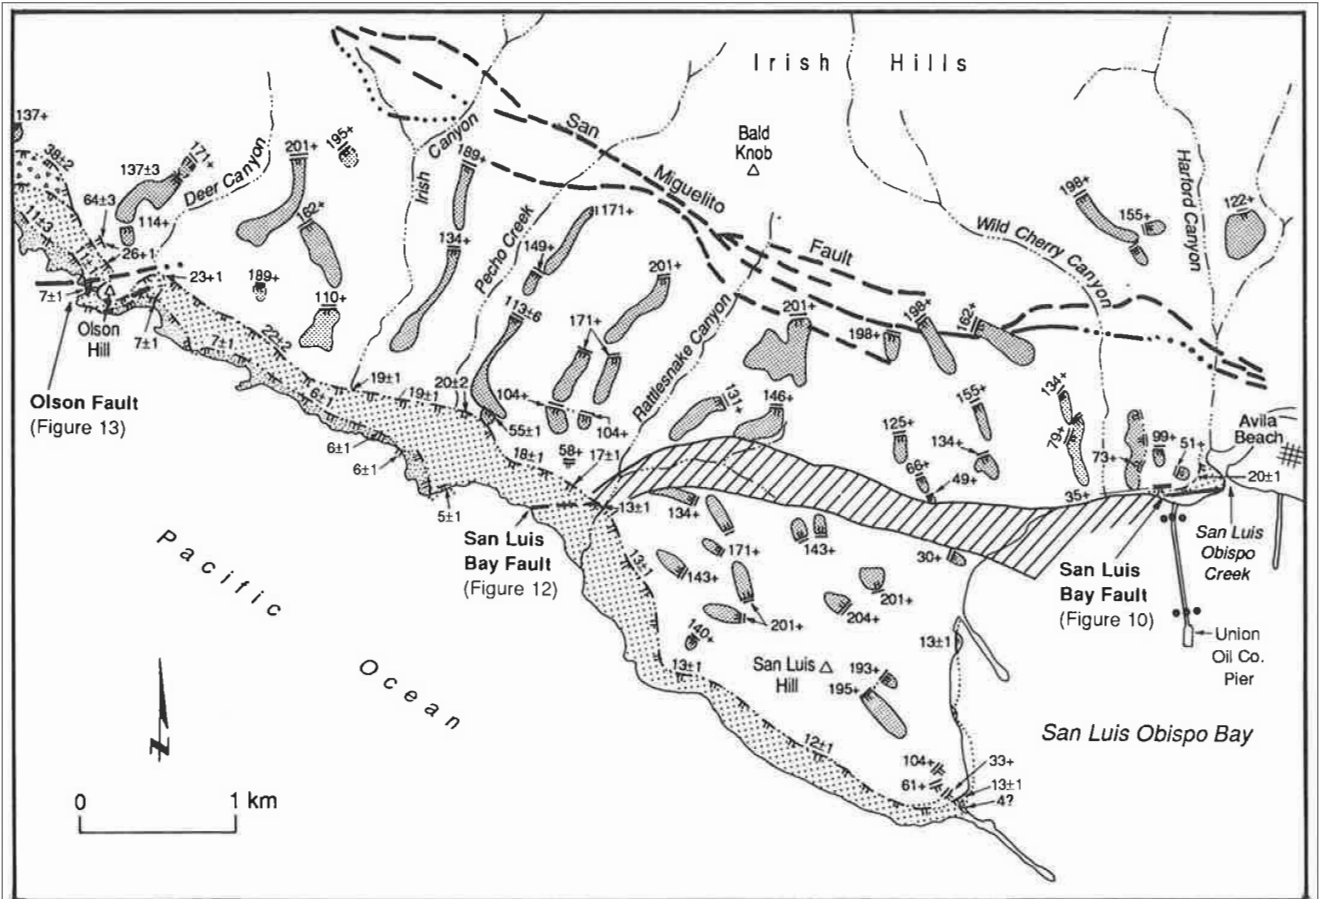 Irish Hills
137+
San
Bald
Knob
Canyon
Irish
195+
201+
171+
137±3
38±2
Deer Canyon
189+
Harford Canyon
198+
155+
122+
Miguelito
64±3
162+
11±3
114+
171+
149+
134+
Pecho Creek
Fault
Wild Cherry Canyon
26+1
23+1
189+
201+
7±1
110+
113±6
201+
198+
162+
Olson
Hill
7±1
7±1
22±2
171+
198+
Rattlesnake Canyon
Olson Fault
(Figure 13)
19±1
19±1
20±2
6±1
104+
131+
146+
155+
134+
Avila
Beach
55±1
104+
125+
134+
79+
73+
99+
51+
6±1
6±1
18±1
58+
17±1
66+
49+
35+
20±1
5±1
13±1
134+
San Luis
Bay Fault
(Figure 12)
171+
143+
30+
San Luis
Bay Fault
(Figure 10)
San Luis
Obispo
Creek
Pacific
Ocean
13±1
143+
201+
204+
201+
140+
13±1
Union
Oil Co.
Pier
13±1
San Luis
Hill
193+
195+
San Luis Obispo Bay
12±1
104+
33+
61+
13±1
4?
N
0 1 km